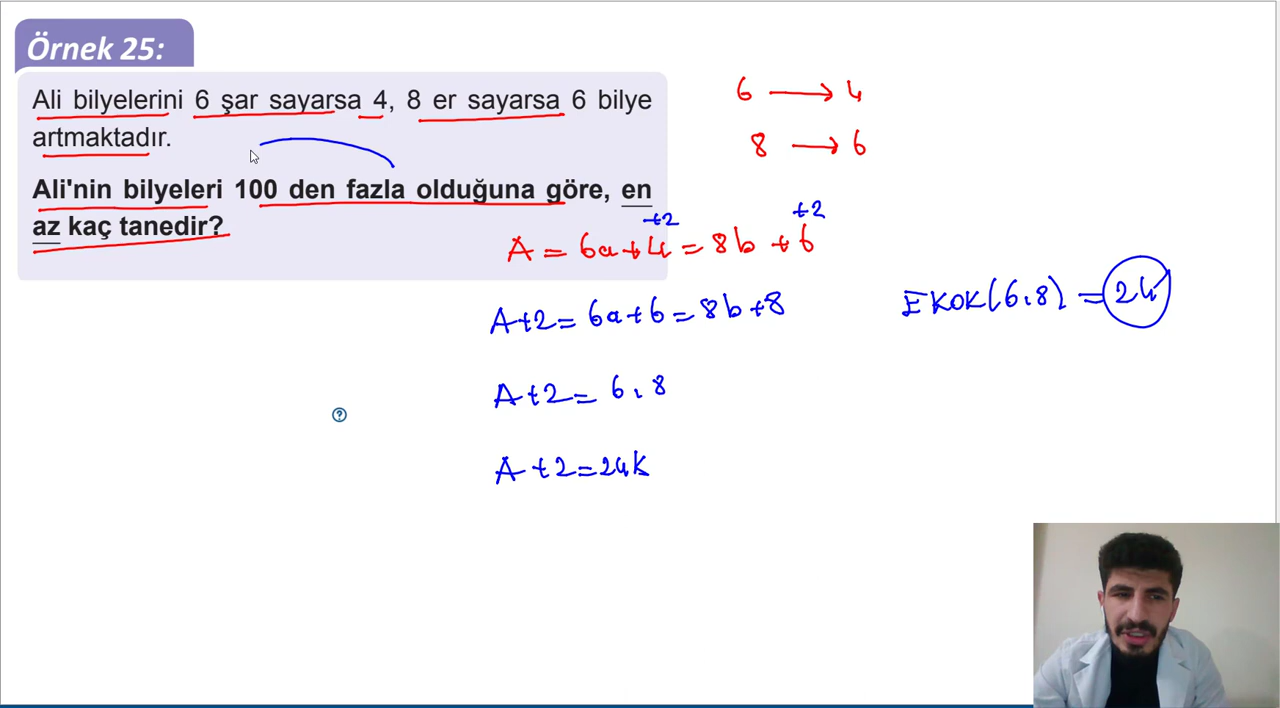 Örnek 25:
Ali bilyelerini 6 şar sayarsa 4, 8 er sayarsa 6 bilye
artmaktadır.
Ali'nin bilyeleri 100 den fazla olduğuna göre, en
az kaç tanedir?
6 → 4
8 → 6
+2 +2
A = 6a+4 = 8b +6
A+2 = 6a+6 = 8b+8
EKOK(6,8) = 24
A+2 = 6.8
A+2=24k